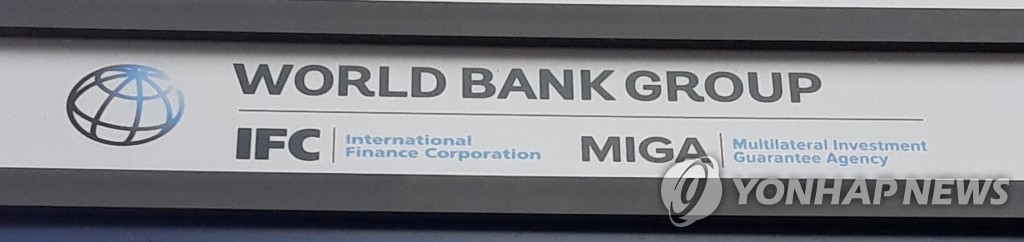 WORLD BANK GROUP
IFC International
Finance Corporation
MIGA Multilateral Investment
Guarantee Agency
YONHAP NEWS